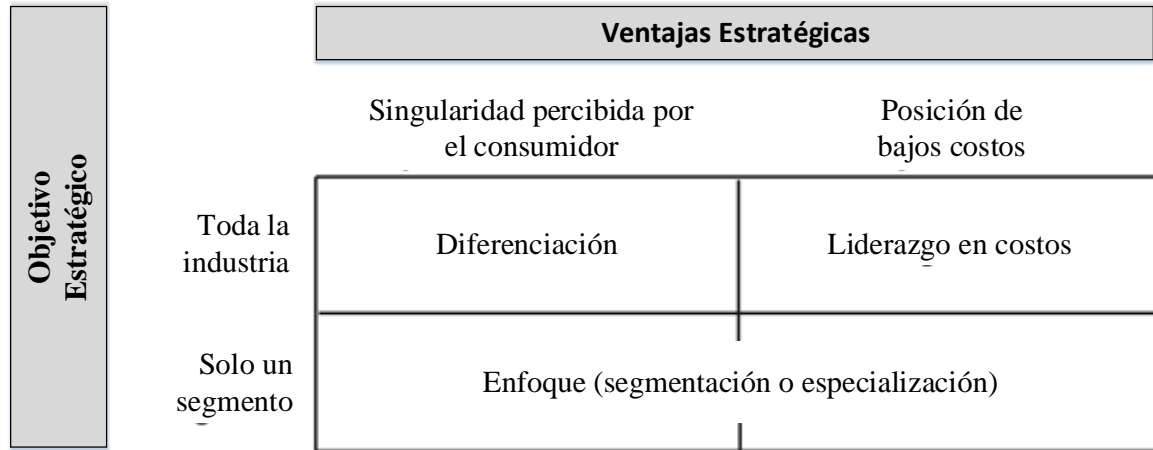 Ventajas Estratégicas
Objetivo
Estratégico
Singularidad percibida por
el consumidor
Posición de
bajos costos
Toda la
industria
Diferenciación
Liderazgo en costos
Solo un
segmento
Enfoque (segmentación o especialización)